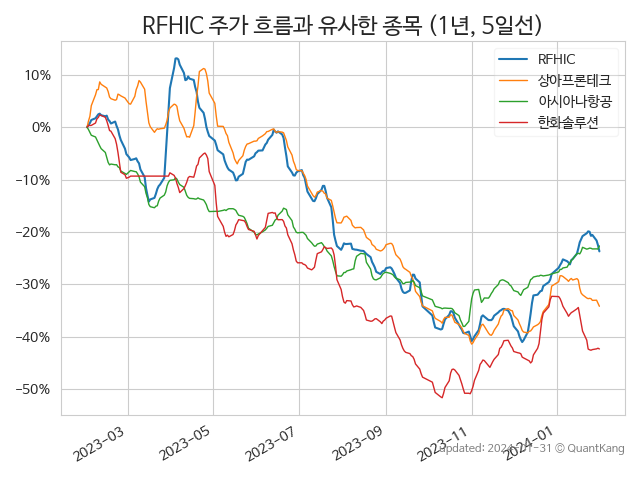 RFHIC 주가 흐름과 유사한 종목 (1년, 5일선)
RFHIC
상아프론테크
아시아나항공
한화솔루션
10%
0%
−10%
−20%
−30%
−40%
−50%
2023-03
2023-05
2023-07
2023-09
2023-11
2024-01
Updated: 2024-01-31 © QuantKang